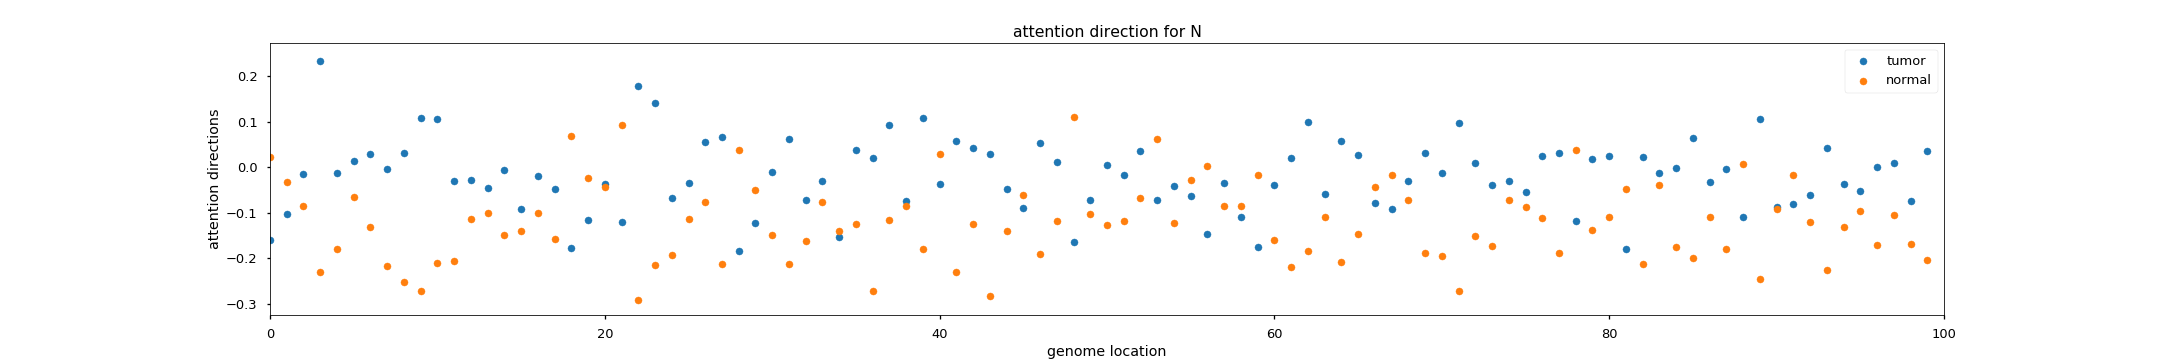 attention direction for N
tumor
normal
attention directions
0.2
0.1
0.0
−0.1
−0.2
−0.3
0 20 40 60 80 100
genome location